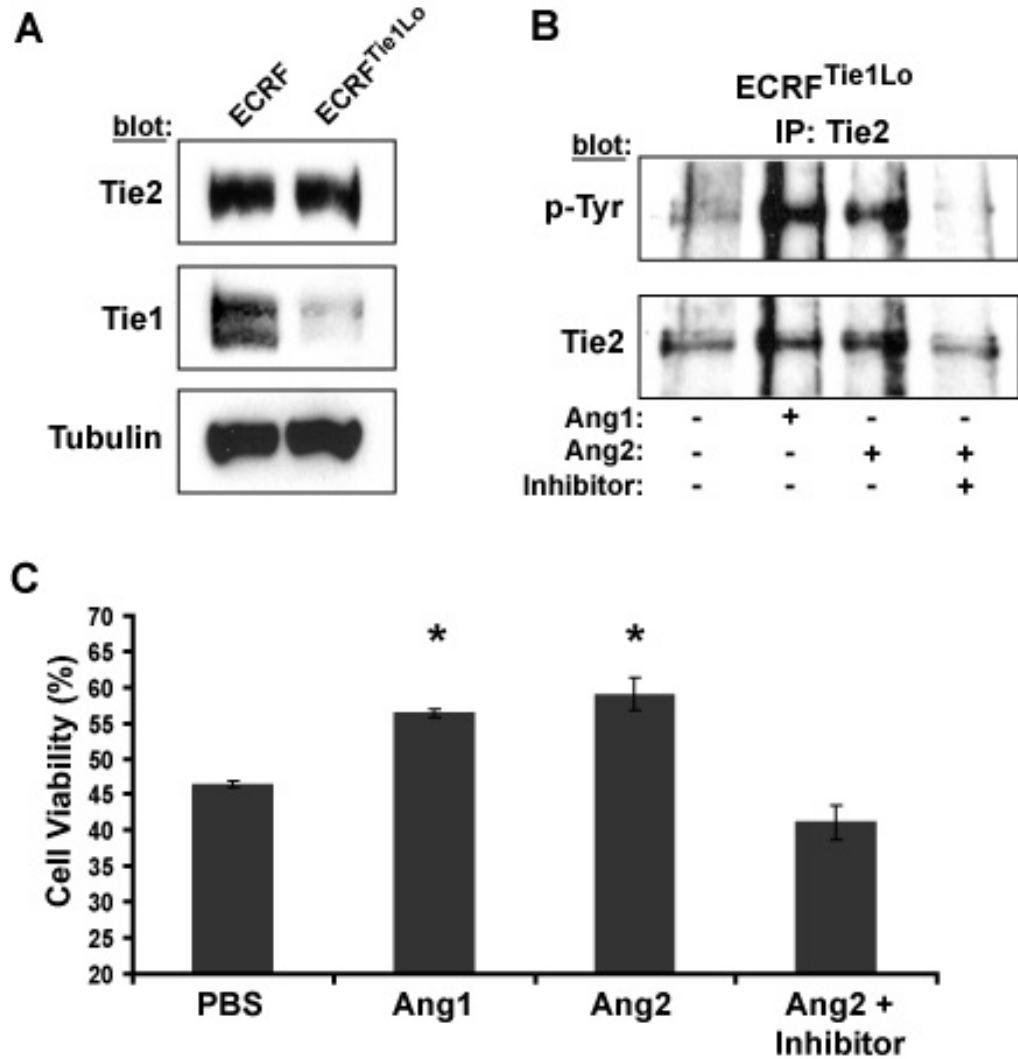 A
ECRF
ECRFTie1Lo
blot:
Tie2
Tie1
Tubulin
B
ECRFTie1Lo
IP: Tie2
blot:
p-Tyr
Tie2
Ang1: - + - -
Ang2: - - + +
Inhibitor: - - - +
C
Cell Viability (%)
70
65
60
55
50
45
40
35
30
25
20
* *
PBS Ang1 Ang2 Ang2 +
Inhibitor